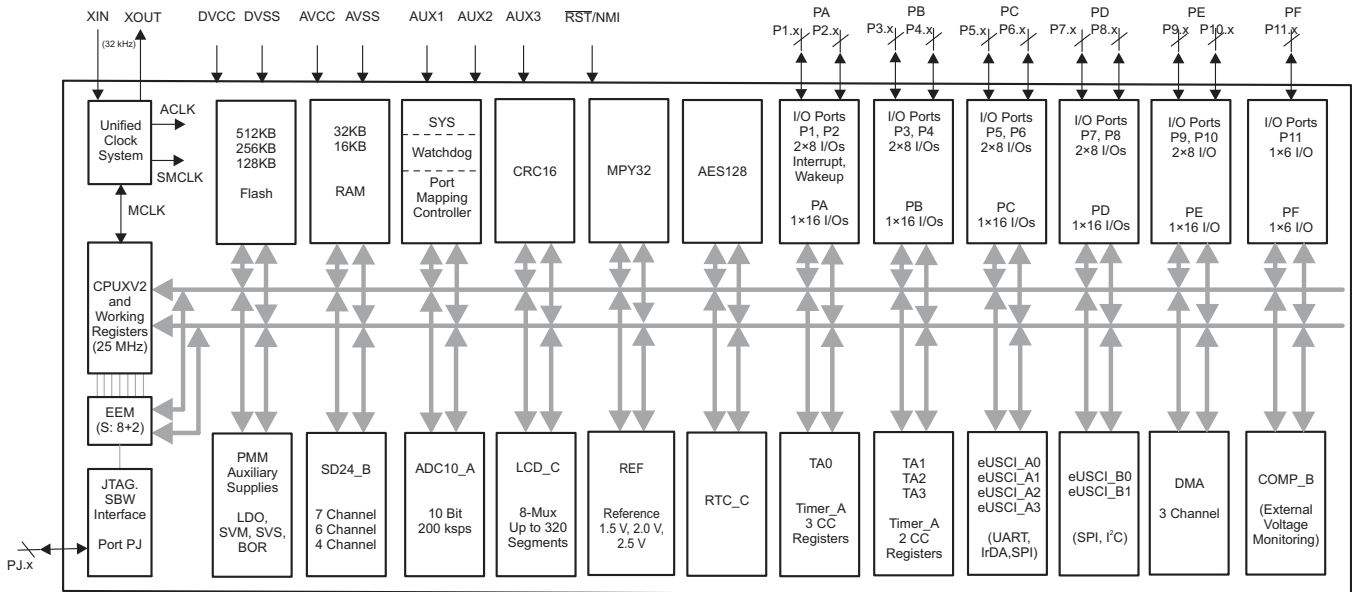 XIN XOUT DVCC DVSS AVCC AVSS AUX1 AUX2 AUX3 RST/NMI PA PB PC PD PE PF
(32 kHz) P1.x P2.x P3.x P4.x P5.x P6.x P7.x P8.x P9.x P10.x P11.x
Unified
Clock
System
ACLK
SMCLK
MCLK
512KB
256KB
128KB
Flash
32KB
16KB
RAM
SYS
Watchdog
Port
Mapping
Controller
CRC16
MPY32
AES128
I/O Ports
P1, P2
2×8 I/Os
Interrupt,
Wakeup
PA
1×16 I/Os
I/O Ports
P3, P4
2×8 I/Os
PB
1×16 I/Os
I/O Ports
P5, P6
2×8 I/Os
PC
1×16 I/Os
I/O Ports
P7, P8
2×8 I/Os
PD
1×16 I/Os
I/O Ports
P9, P10
2×8 I/O
PE
1×16 I/O
I/O Ports
P11
1×6 I/O
PF
1×6 I/O
CPUXV2
and
Working
Registers
(25 MHz)
EEM
(S: 8+2)
JTAG.
SBW
Interface
Port PJ
PJ.x
PMM
Auxiliary
Supplies
LDO,
SVM, SVS,
BOR
SD24_B
7 Channel
6 Channel
4 Channel
ADC10_A
10 Bit
200 ksps
LCD_C
8-Mux
Up to 320
Segments
REF
Reference
1.5 V, 2.0 V,
2.5 V
RTC_C
TA0
Timer_A
3 CC
Registers
TA1
TA2
TA3
Timer_A
2 CC
Registers
eUSCI_A0
eUSCI_A1
eUSCI_A2
eUSCI_A3
(UART,
IrDA,SPI)
eUSCI_B0
eUSCI_B1
(SPI, I²C)
DMA
3 Channel
COMP_B
(External
Voltage
Monitoring)